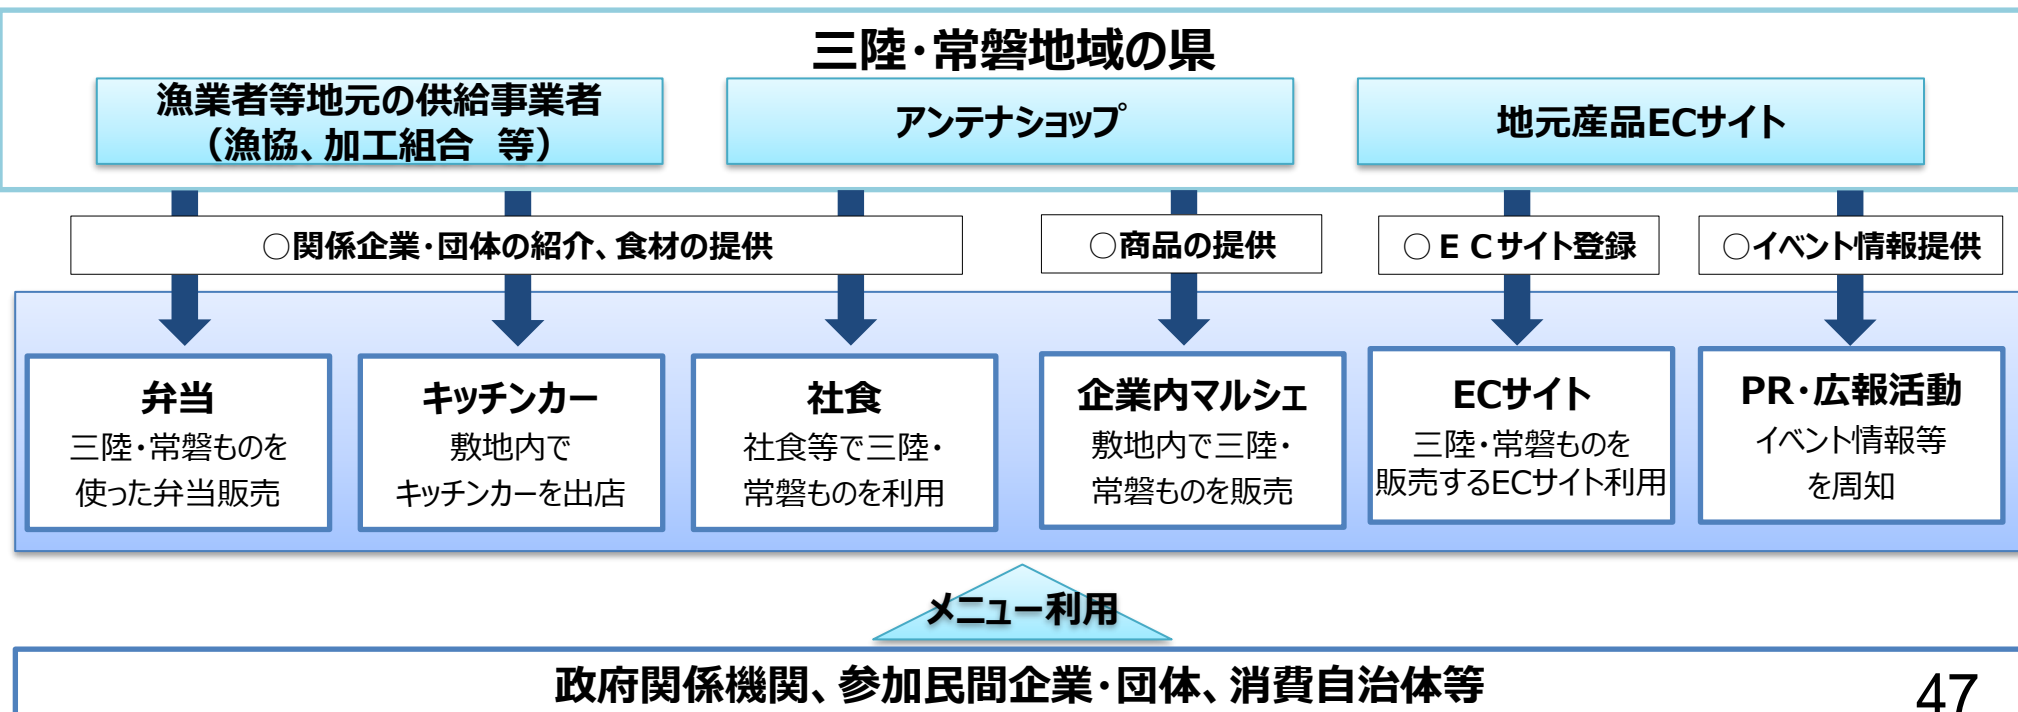 三陸・常磐地域の県
漁業者等地元の供給事業者
（漁協、加工組合　等）
アンテナショップ
地元産品ECサイト
○関係企業・団体の紹介、食材の提供
○商品の提供
○ＥＣサイト登録
○イベント情報提供
弁当
三陸・常磐ものを
使った弁当販売
キッチンカー
敷地内で
キッチンカーを出店
社食
社食等で三陸・
常磐ものを利用
企業内マルシェ
敷地内で三陸・
常磐ものを販売
ECサイト
三陸・常磐ものを
販売するECサイト利用
PR・広報活動
イベント情報等
を周知
メニュー利用
政府関係機関、参加民間企業・団体、消費自治体等
47